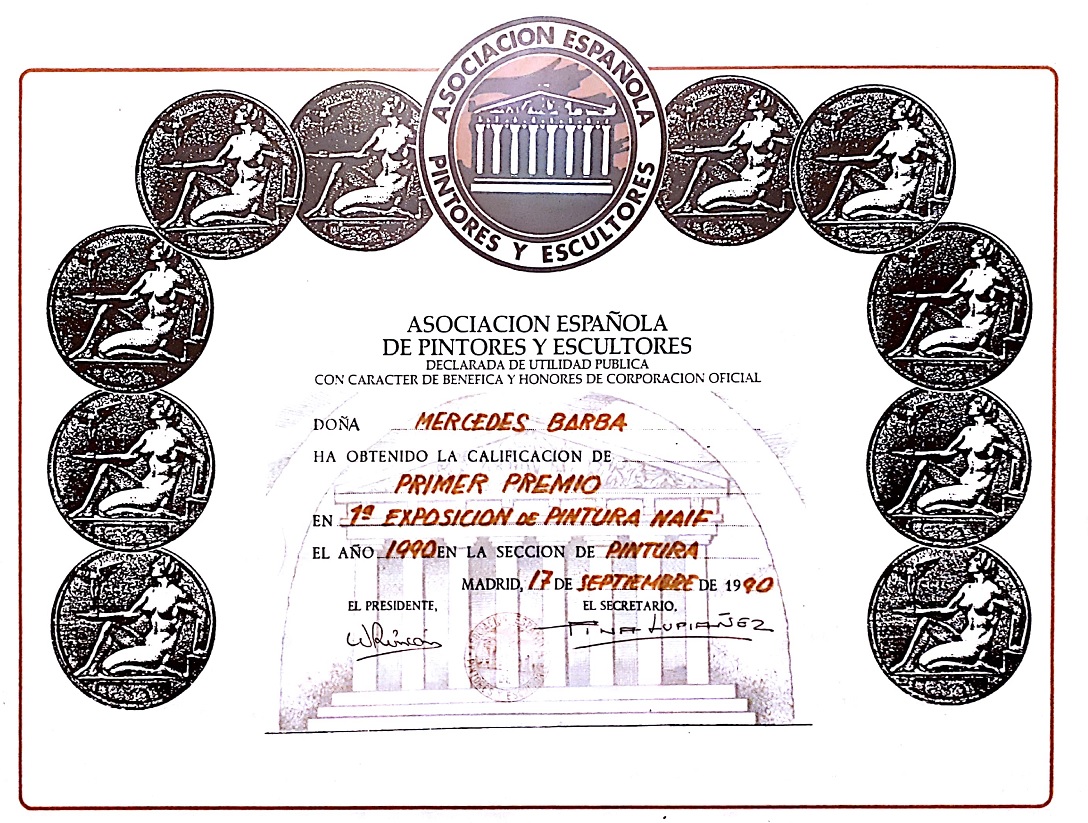 ASOCIACION ESPAÑOLA
PINTORES Y ESCULTORES
ASOCIACION ESPAÑOLA
DE PINTORES Y ESCULTORES
DECLARADA DE UTILIDAD PUBLICA
CON CARACTER DE BENEFICA Y HONORES DE CORPORACION OFICIAL
DOÑA MERCEDES BARBA
HA OBTENIDO LA CALIFICACION DE
PRIMER PREMIO
EN 1ª EXPOSICION DE PINTURA NAIF
EL AÑO 1990 EN LA SECCION DE PINTURA
MADRID, 17 DE SEPTIEMBRE DE 1990
EL PRESIDENTE, EL SECRETARIO,
TINA LUPIAÑEZ